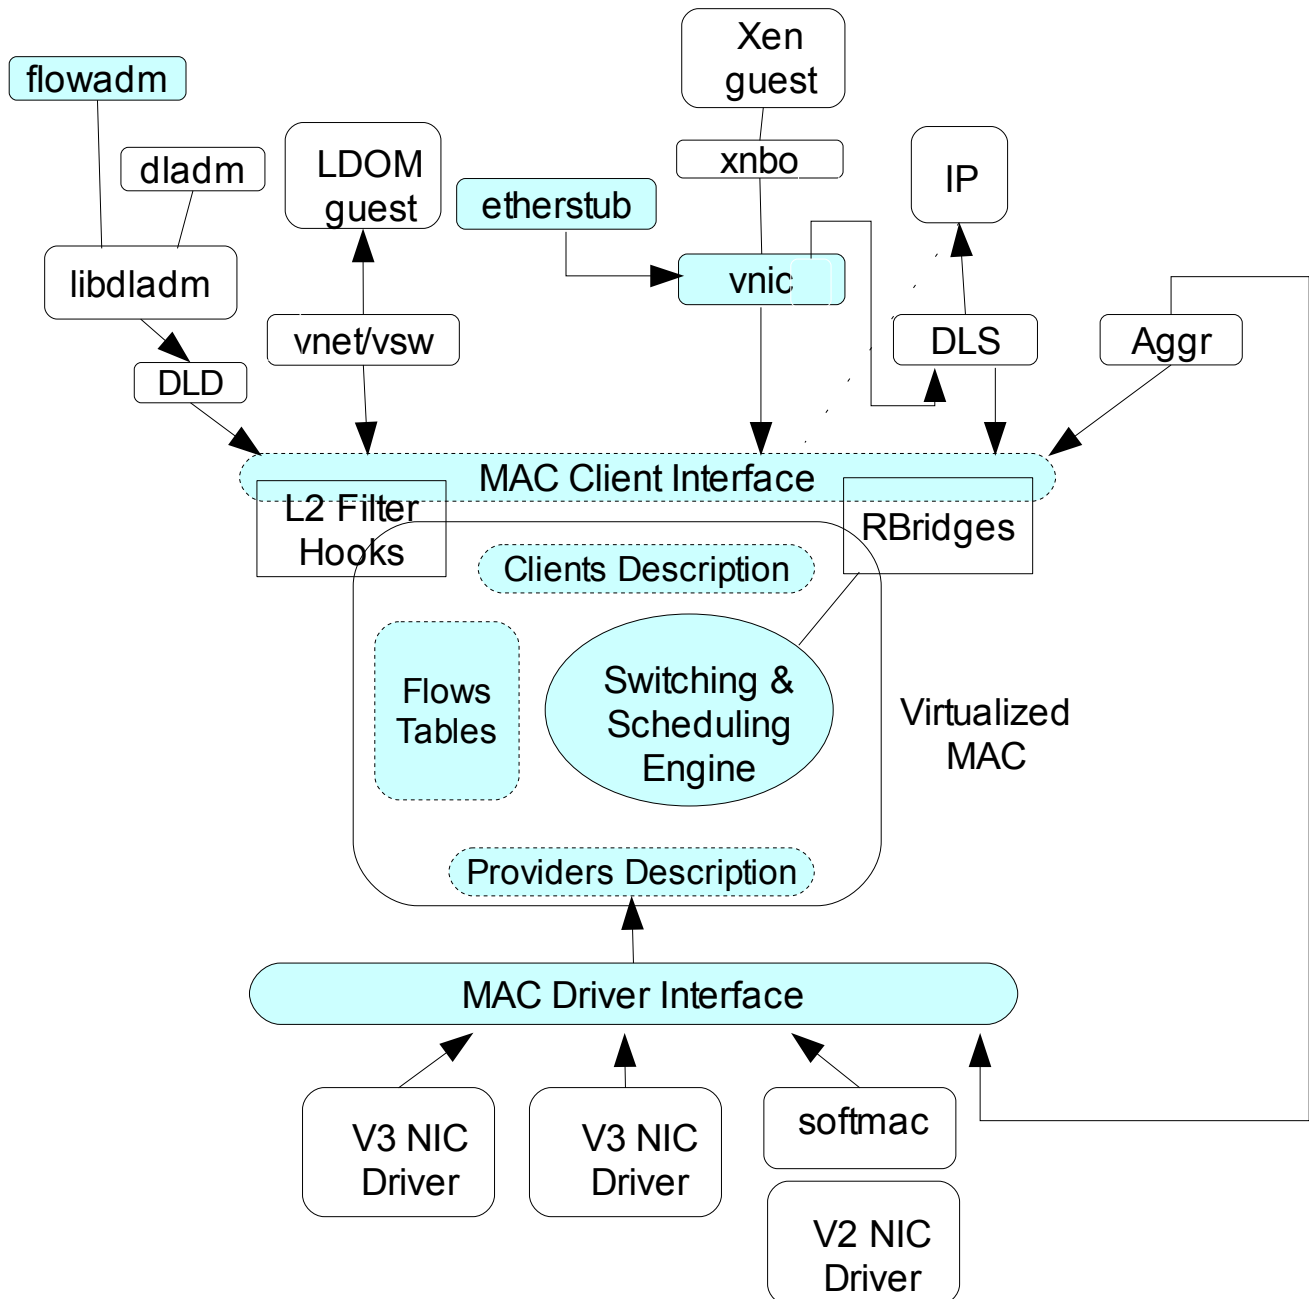 Xen
guest
flowadm
dladm
LDOM
guest
xnbo
IP
etherstub
libdladm
vnic
vnet/vsw
DLS
Aggr
DLD
MAC Client Interface
L2 Filter
Hooks
RBridges
Clients Description
Flows
Tables
Switching &
Scheduling
Engine
Virtualized
MAC
Providers Description
MAC Driver Interface
V3 NIC
Driver
V3 NIC
Driver
softmac
V2 NIC
Driver